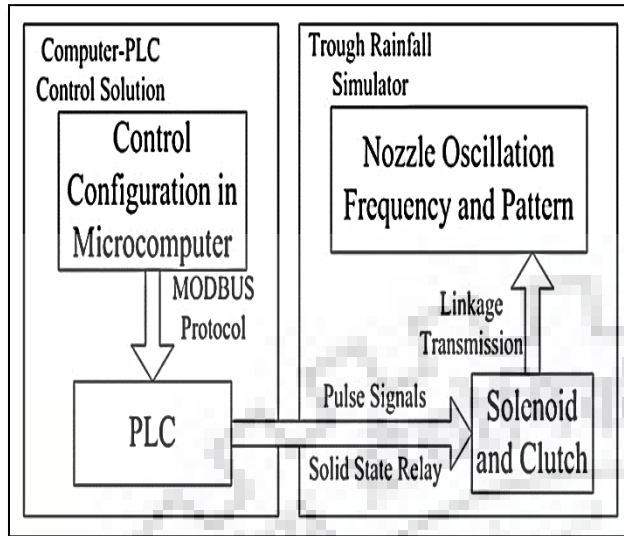 Computer-PLC
Control Solution
Control
Configuration in
Microcomputer
MODBUS
Protocol
PLC
Trough Rainfall
Simulator
Nozzle Oscillation
Frequency and Pattern
Linkage
Transmission
Pulse Signals
Solid State Relay
Solenoid
and Clutch